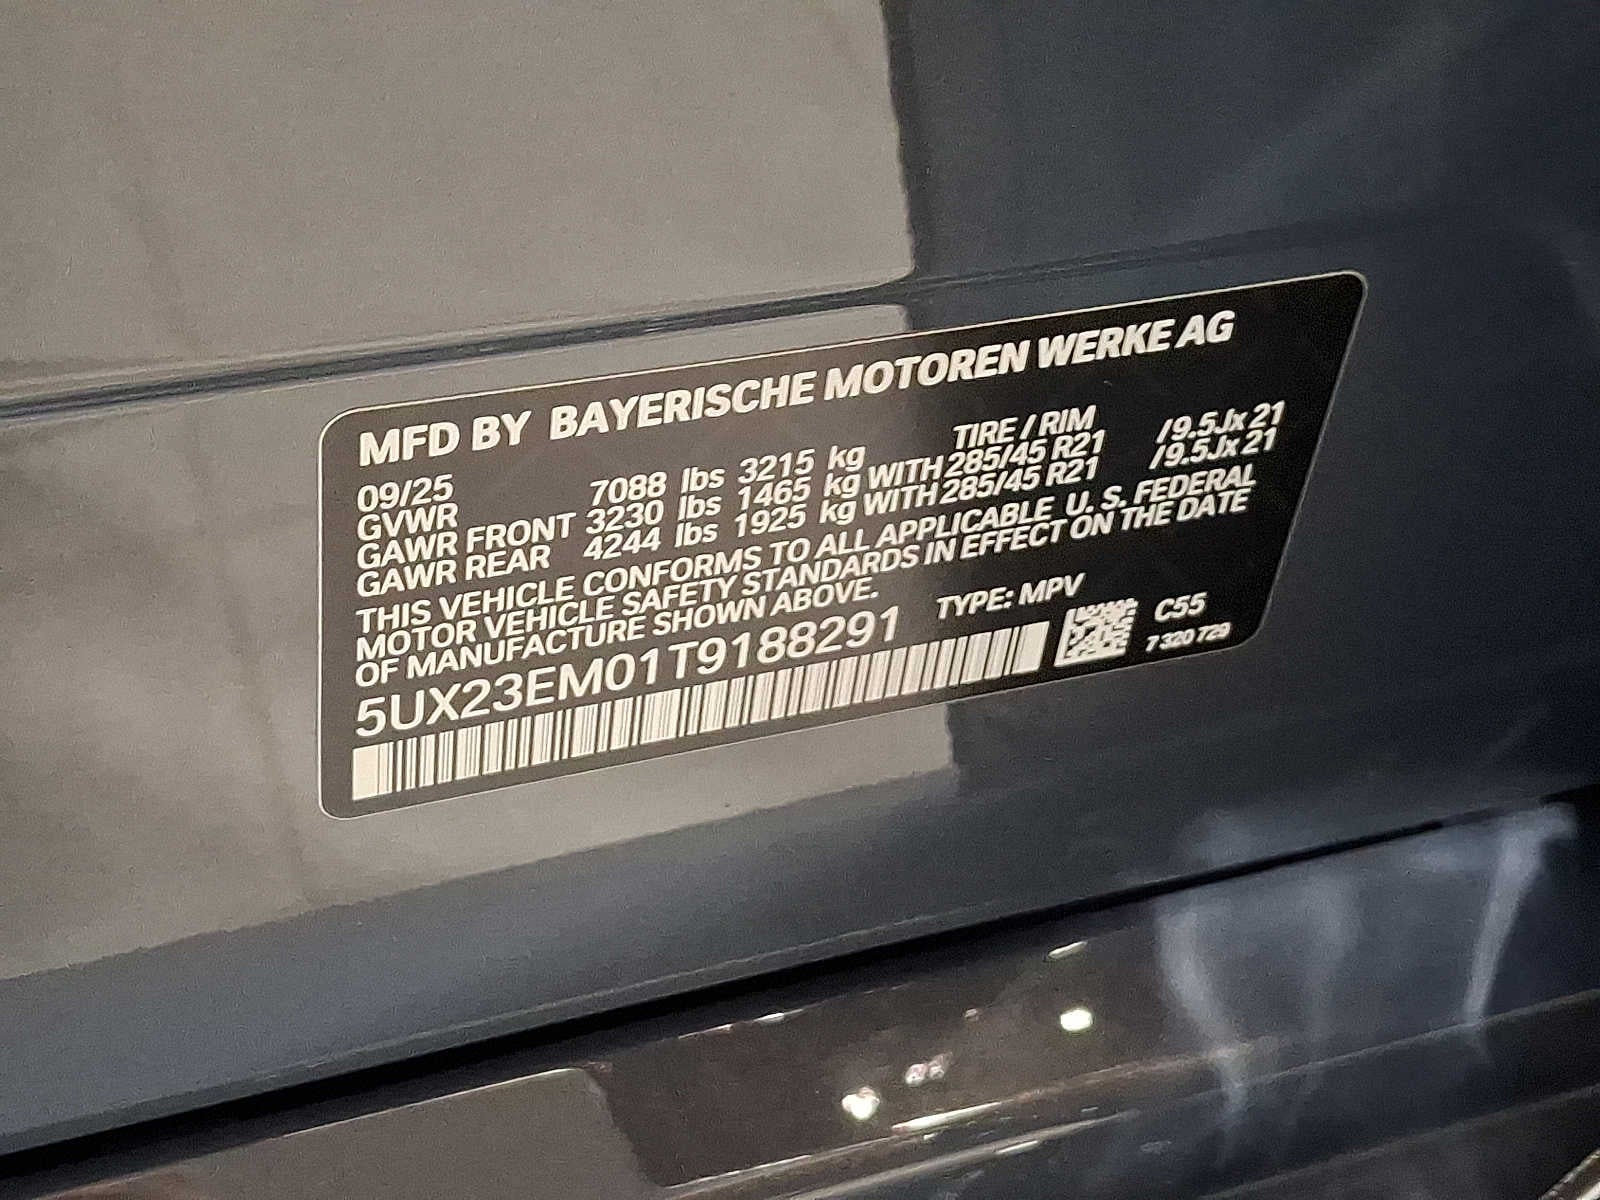 MFD BY BAYERISCHE MOTOREN WERKE AG
09/25 TIRE / RIM
GVWR 7088 lbs 3215 kg
GAWR FRONT 3230 lbs 1465 kg WITH 285/45 R21 /9.5Jx 21
GAWR REAR 4244 lbs 1925 kg WITH 285/45 R21 /9.5Jx 21
THIS VEHICLE CONFORMS TO ALL APPLICABLE U. S. FEDERAL
MOTOR VEHICLE SAFETY STANDARDS IN EFFECT ON THE DATE
OF MANUFACTURE SHOWN ABOVE.
5UX23EM01T9188291 TYPE: MPV
C55
7 320 729